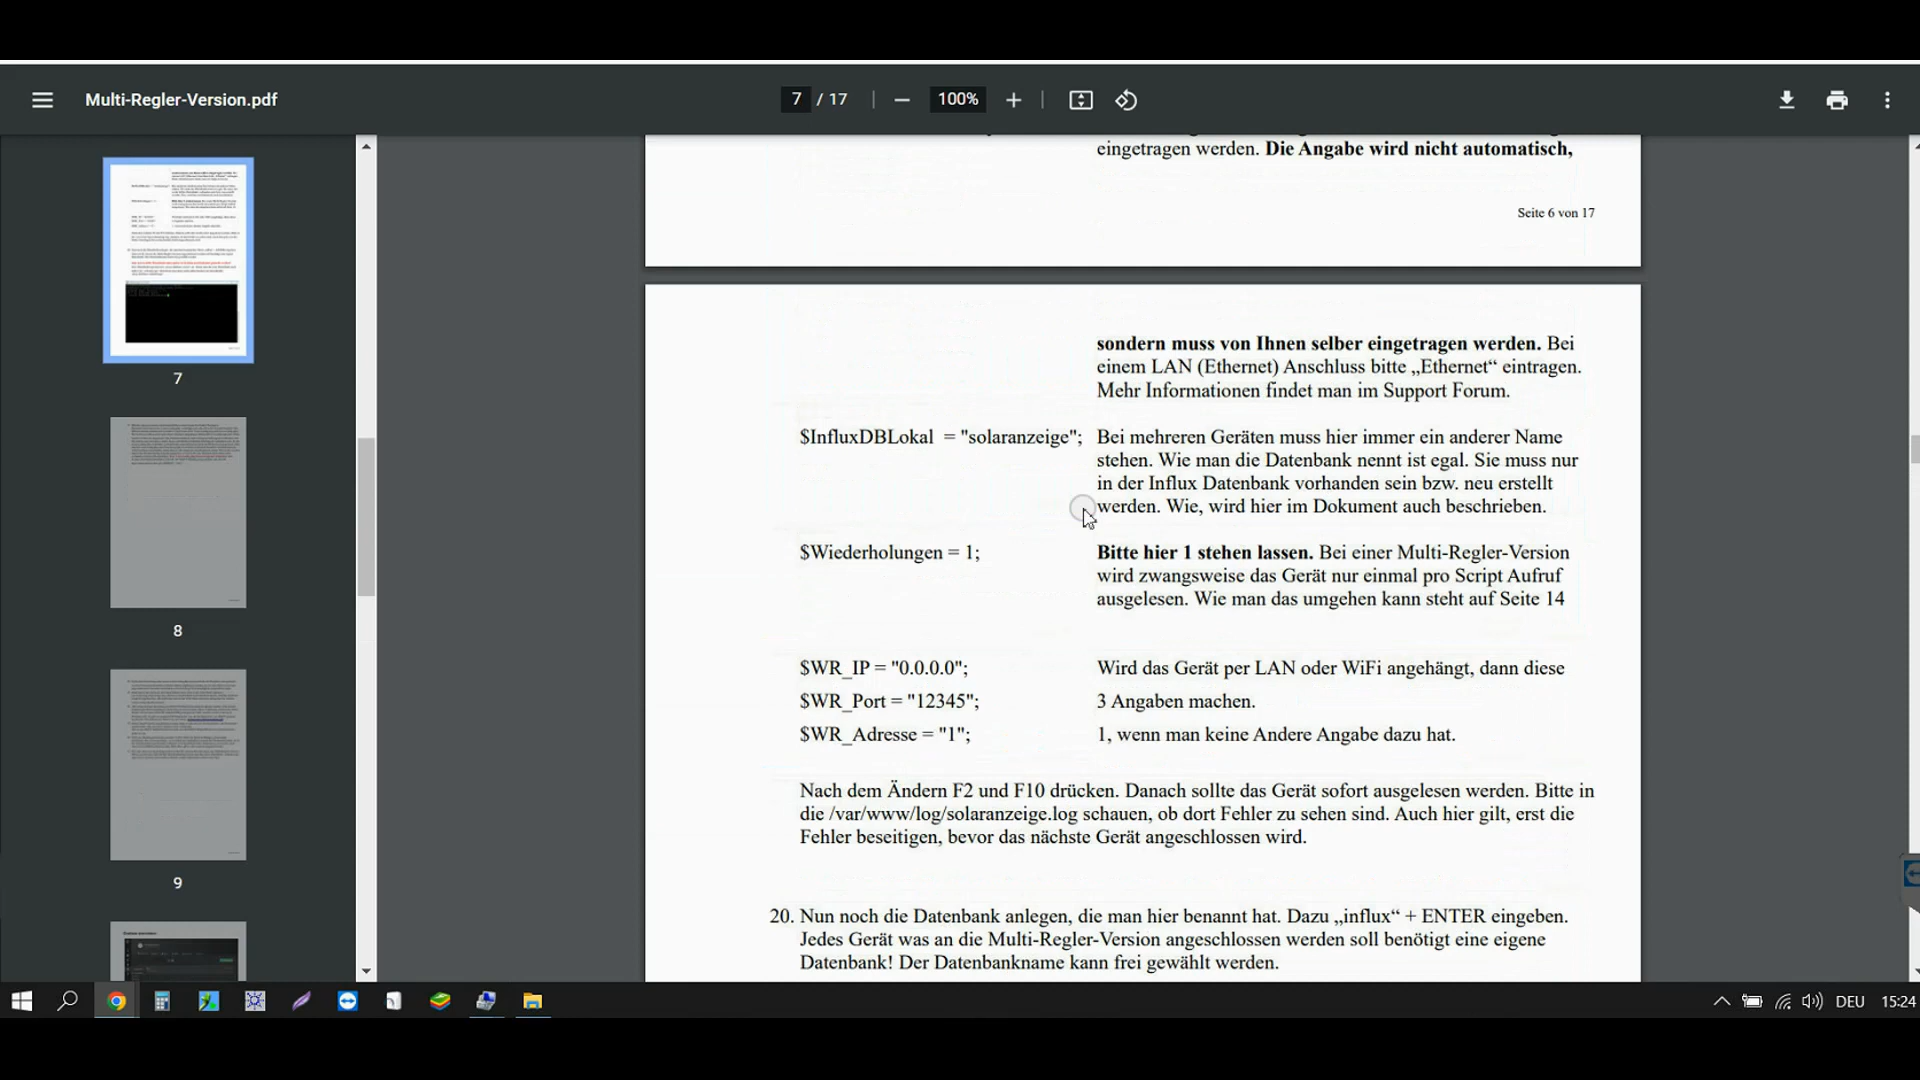 Multi-Regler-Version.pdf
7 / 17
100%
eingetragen werden. Die Angabe wird nicht automatisch,
Seite 6 von 17
sondern muss von Ihnen selber eingetragen werden. Bei
einem LAN (Ethernet) Anschluss bitte „Ethernet“ eintragen.
Mehr Informationen findet man im Support Forum.
$InfluxDBLokal = "solaranzeige"; Bei mehreren Geräten muss hier immer ein anderer Name
stehen. Wie man die Datenbank nennt ist egal. Sie muss nur
in der Influx Datenbank vorhanden sein bzw. neu erstellt
werden. Wie, wird hier im Dokument auch beschrieben.
$Wiederholungen = 1; Bitte hier 1 stehen lassen. Bei einer Multi-Regler-Version
wird zwangsweise das Gerät nur einmal pro Script Aufruf
ausgelesen. Wie man das umgehen kann steht auf Seite 14
$WR_IP = "0.0.0.0"; Wird das Gerät per LAN oder WiFi angehängt, dann diese
$WR_Port = "12345"; 3 Angaben machen.
$WR_Adresse = "1"; 1, wenn man keine Andere Angabe dazu hat.
Nach dem Ändern F2 und F10 drücken. Danach sollte das Gerät sofort ausgelesen werden. Bitte in
die /var/www/log/solaranzeige.log schauen, ob dort Fehler zu sehen sind. Auch hier gilt, erst die
Fehler beseitigen, bevor das nächste Gerät angeschlossen wird.
20. Nun noch die Datenbank anlegen, die man hier benannt hat. Dazu „influx“ + ENTER eingeben.
Jedes Gerät was an die Multi-Regler-Version angeschlossen werden soll benötigt eine eigene
Datenbank! Der Datenbankname kann frei gewählt werden.
7
8
9
DEU
15:24